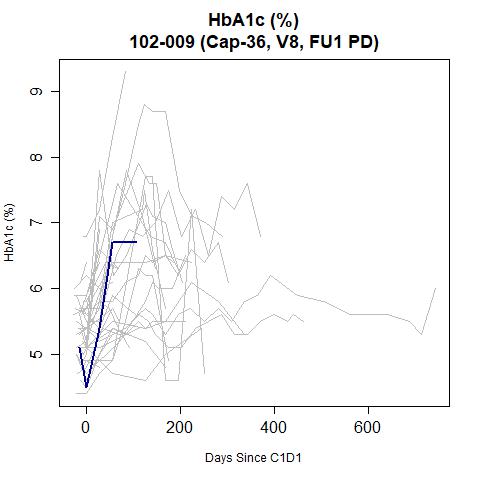 HbA1c (%)
102-009 (Cap-36, V8, FU1 PD)
HbA1c (%)
9
8
7
6
5
0 200 400 600
Days Since C1D1